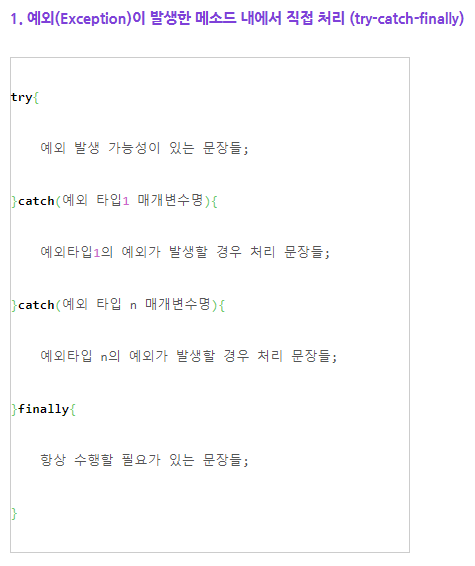 1. 예외(Exception)이 발생한 메소드 내에서 직접 처리 (try-catch-finally)
try{
예외 발생 가능성이 있는 문장들;
}catch(예외 타입1 매개변수명){
예외타입1의 예외가 발생할 경우 처리 문장들;
}catch(예외 타입 n 매개변수명){
예외타입 n의 예외가 발생할 경우 처리 문장들;
}finally{
항상 수행할 필요가 있는 문장들;
}